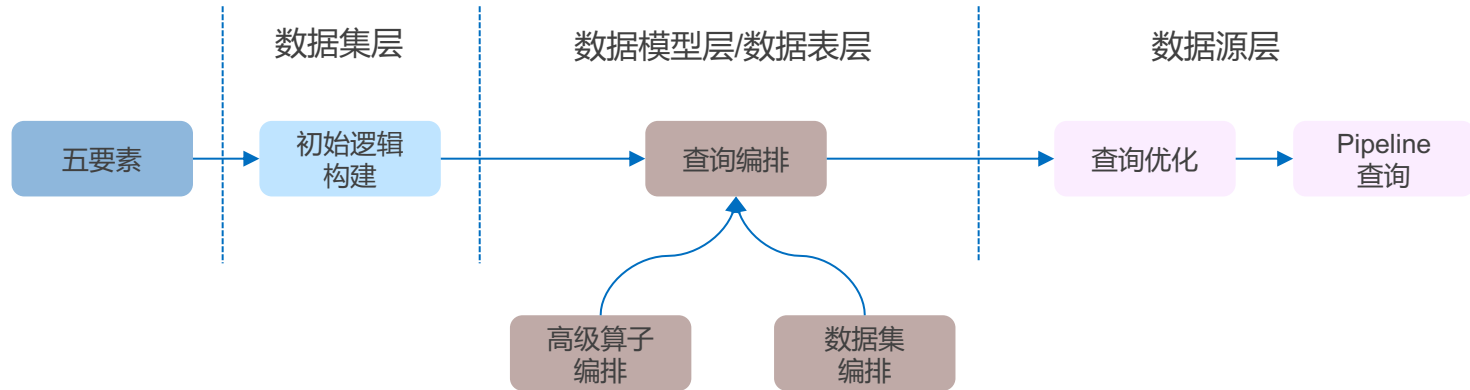 数据集层
数据模型层/数据表层
数据源层
五要素
初始逻辑
构建
查询编排
查询优化
Pipeline
查询
高级算子
编排
数据集
编排